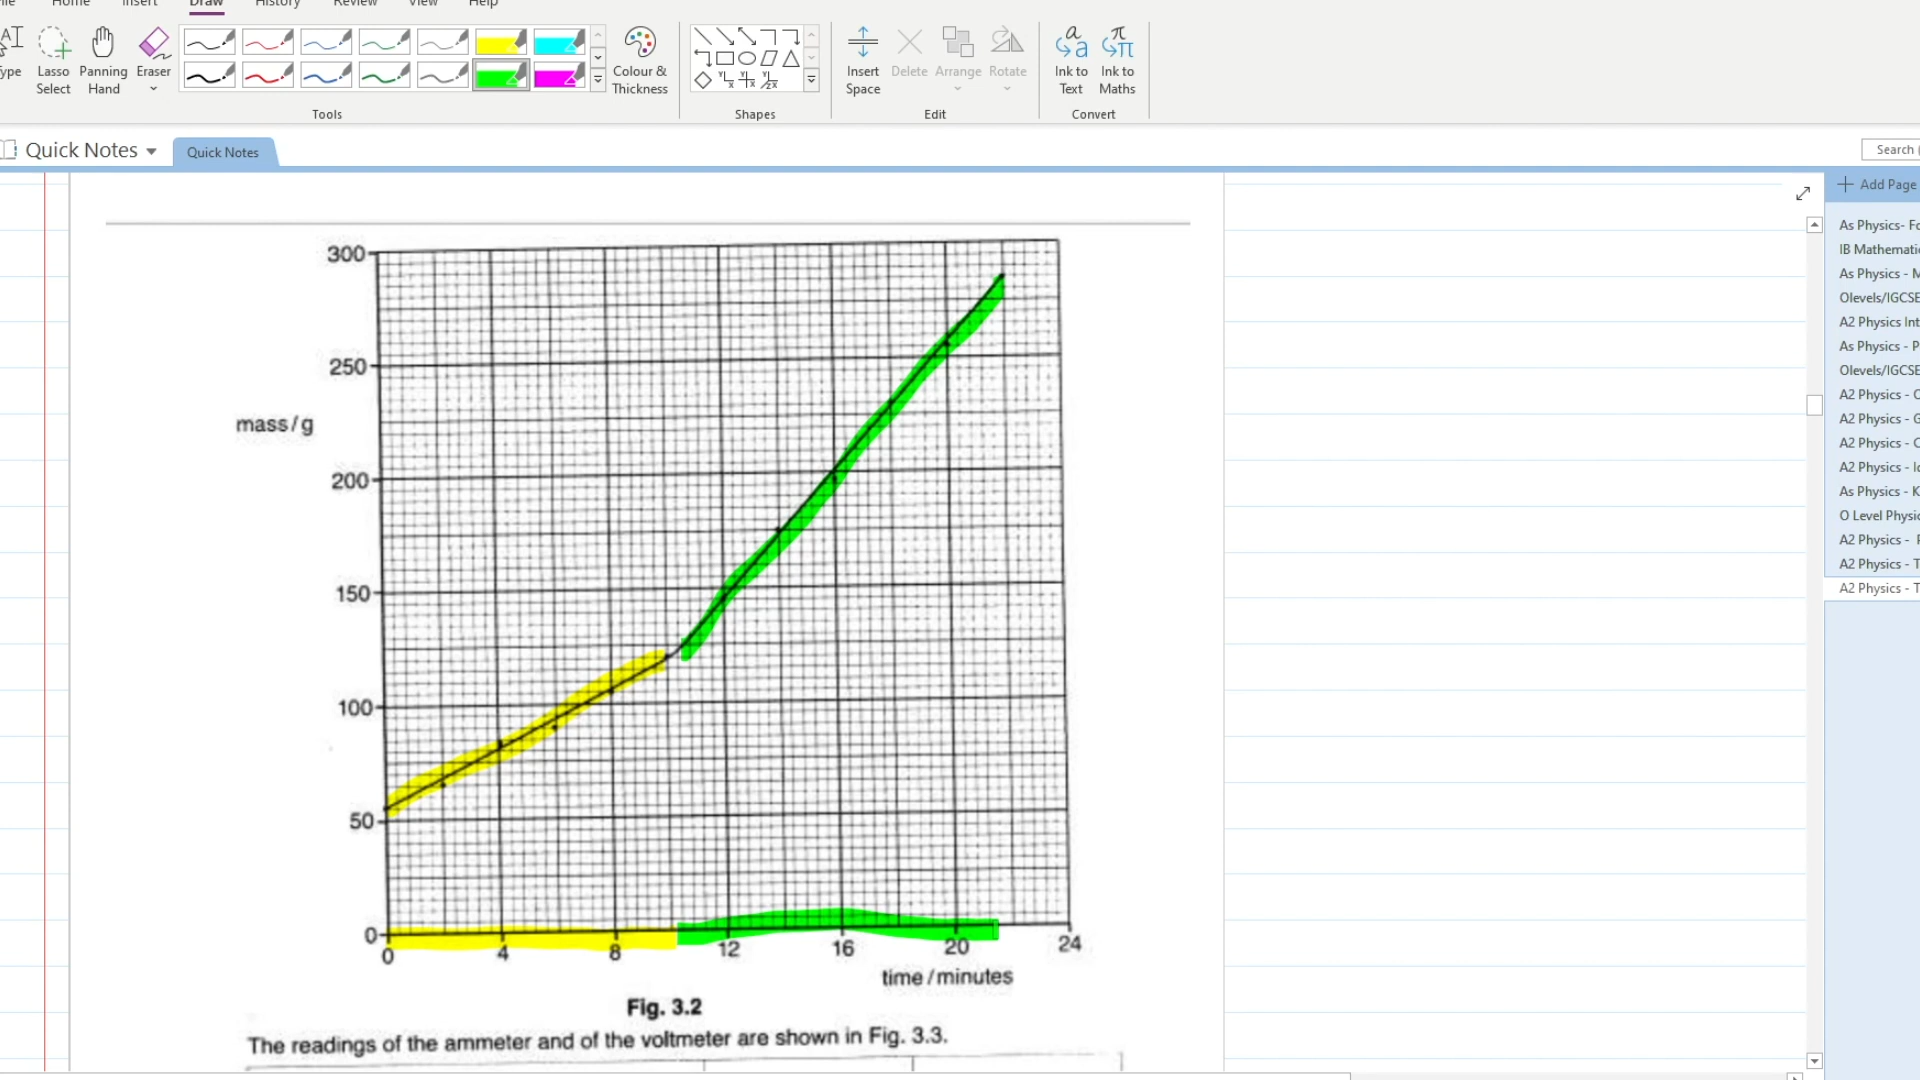 Home Insert Draw History Review View Help
Type
Lasso Select
Panning Hand
Eraser
Colour & Thickness
Insert Space
Delete
Arrange
Rotate
Ink to Text
Ink to Maths
Tools
Shapes
Edit
Convert
Quick Notes
Quick Notes
Search
Add Page
As Physics-
IB Mathemati
As Physics -
Olevels/IGCSE
A2 Physics Int
As Physics - P
Olevels/IGCSE
A2 Physics -
A2 Physics -
A2 Physics -
A2 Physics -
As Physics - K
O Level Physic
A2 Physics -
A2 Physics - T
A2 Physics - T
300
250
mass/g
200
150
100
50
0
0 4 8 12 16 20 24
time/minutes
Fig. 3.2
The readings of the ammeter and of the voltmeter are shown in Fig. 3.3.